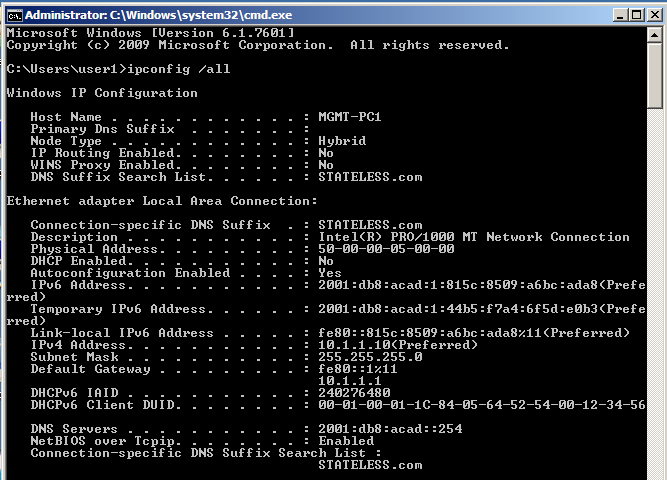 Administrator: C:\Windows\system32\cmd.exe
Microsoft Windows [Version 6.1.7601]
Copyright (c) 2009 Microsoft Corporation.  All rights reserved.
C:\Users\user1>ipconfig /all
Windows IP Configuration
   Host Name . . . . . . . . . . . . : MGMT-PC1
   Primary Dns Suffix  . . . . . . . :
   Node Type . . . . . . . . . . . . : Hybrid
   IP Routing Enabled. . . . . . . . : No
   WINS Proxy Enabled. . . . . . . . : No
   DNS Suffix Search List. . . . . . : STATELESS.com
Ethernet adapter Local Area Connection:
   Connection-specific DNS Suffix  . : STATELESS.com
   Description . . . . . . . . . . . : Intel(R) PRO/1000 MT Network Connection
   Physical Address. . . . . . . . . : 50-00-00-05-00-00
   DHCP Enabled. . . . . . . . . . . : No
   Autoconfiguration Enabled . . . . : Yes
   IPv6 Address. . . . . . . . . . . : 2001:db8:acad:1:815c:8509:a6bc:ada8(Prefe
rred)
   Temporary IPv6 Address. . . . . . : 2001:db8:acad:1:44b5:f7a4:6f5d:e0b3(Prefe
rred)
   Link-local IPv6 Address . . . . . : fe80::815c:8509:a6bc:ada8%11(Preferred)
   IPv4 Address. . . . . . . . . . . : 10.1.1.10(Preferred)
   Subnet Mask . . . . . . . . . . . : 255.255.255.0
   Default Gateway . . . . . . . . . : fe80::1%11
                                       10.1.1.1
   DHCPv6 IAID . . . . . . . . . . . : 240276480
   DHCPv6 Client DUID. . . . . . . . : 00-01-00-01-1C-84-05-64-52-54-00-12-34-56
   DNS Servers . . . . . . . . . . . : 2001:db8:acad::254
   NetBIOS over Tcpip. . . . . . . . : Enabled
   Connection-specific DNS Suffix Search List :
                                       STATELESS.com